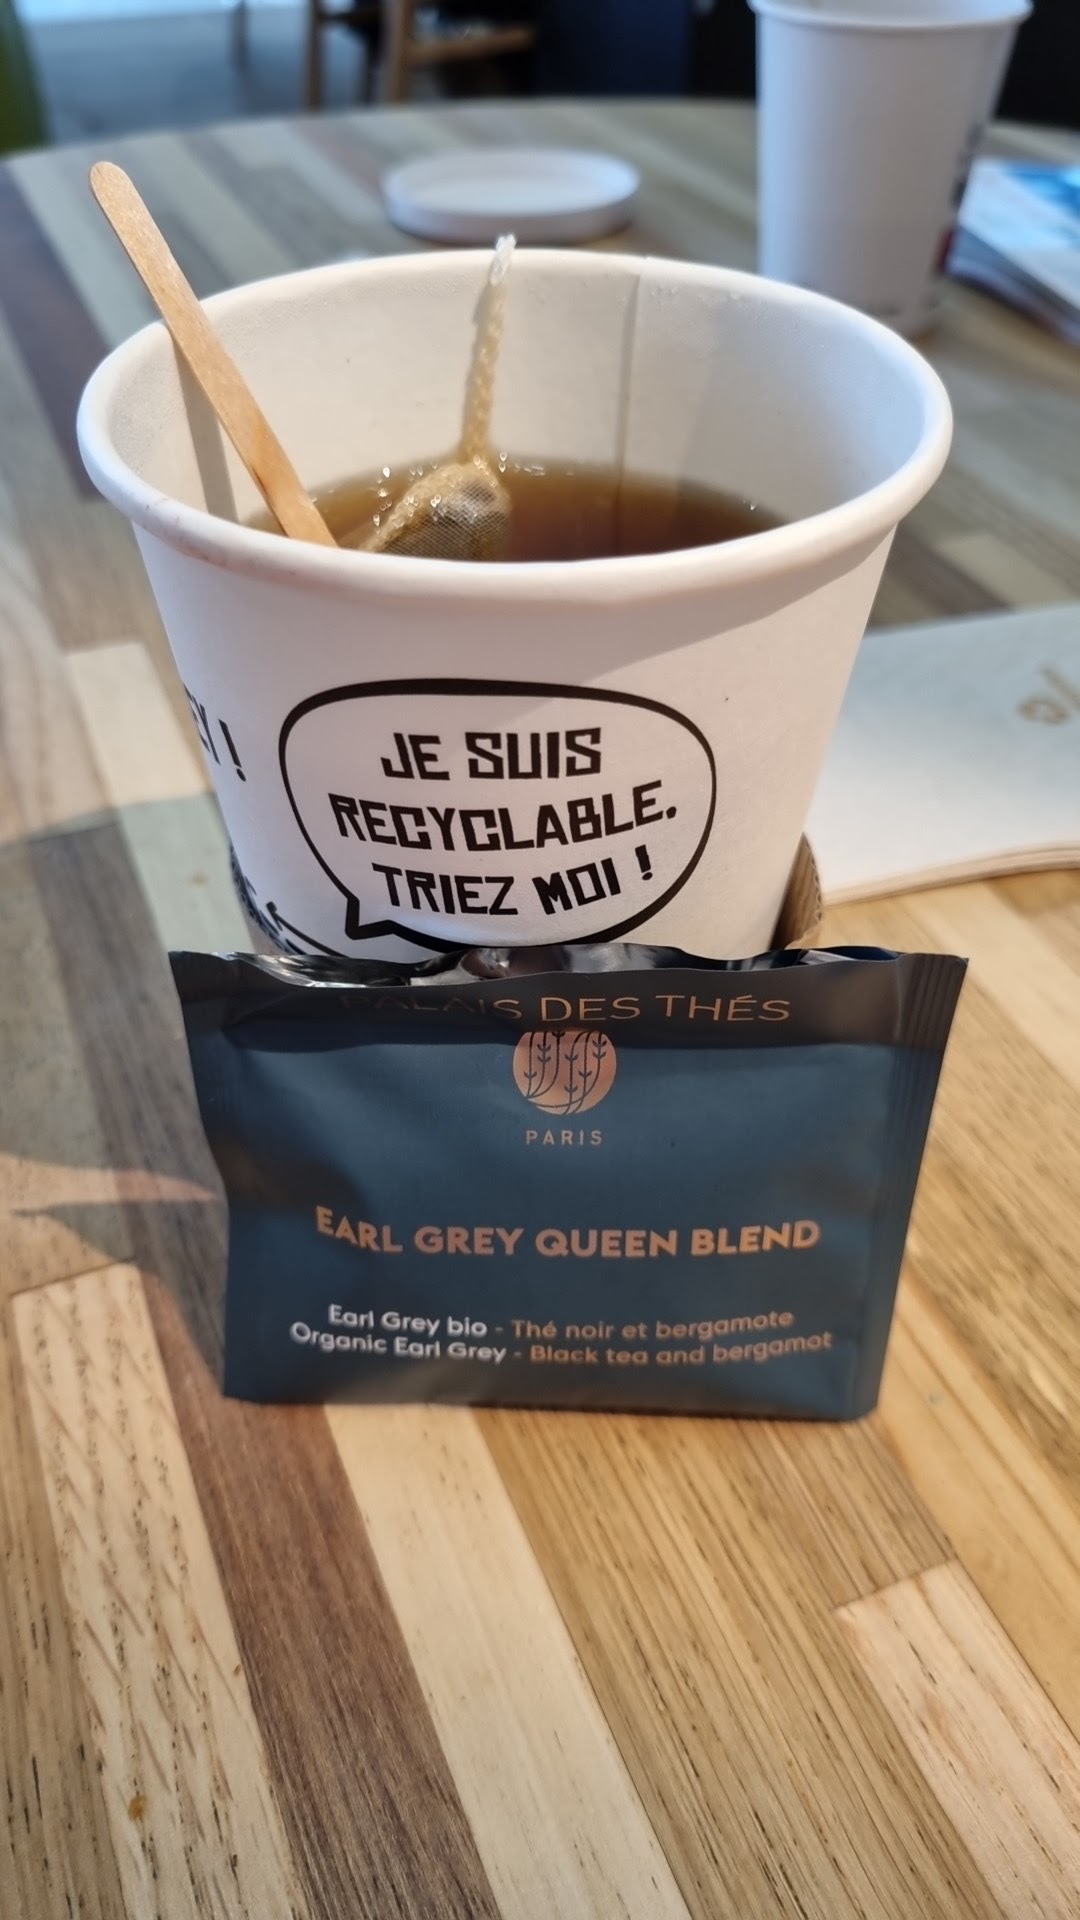 JE SUIS
RECYCLABLE.
TRIEZ MOI !
PALAIS DES THÉS
PARIS
EARL GREY QUEEN BLEND
Earl Grey bio - Thé noir et bergamote
Organic Earl Grey - Black tea and bergamot